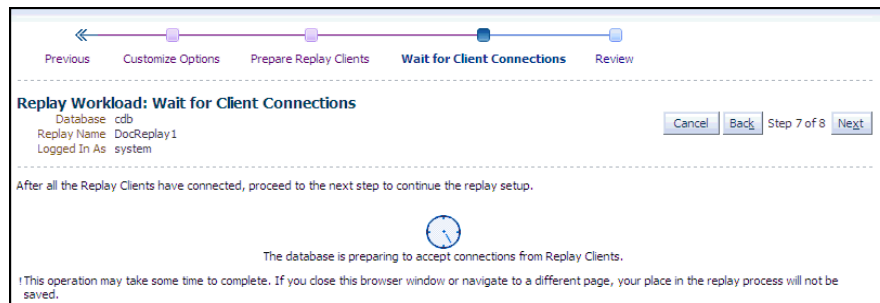 Previous Customize Options Prepare Replay Clients Wait for Client Connections Review
Replay Workload: Wait for Client Connections
Database cdb
Replay Name DocReplay1
Logged In As system
Cancel Back Step 7 of 8 Next
After all the Replay Clients have connected, proceed to the next step to continue the replay setup.
The database is preparing to accept connections from Replay Clients.
! This operation may take some time to complete. If you close this browser window or navigate to a different page, your place in the replay process will not be
saved.